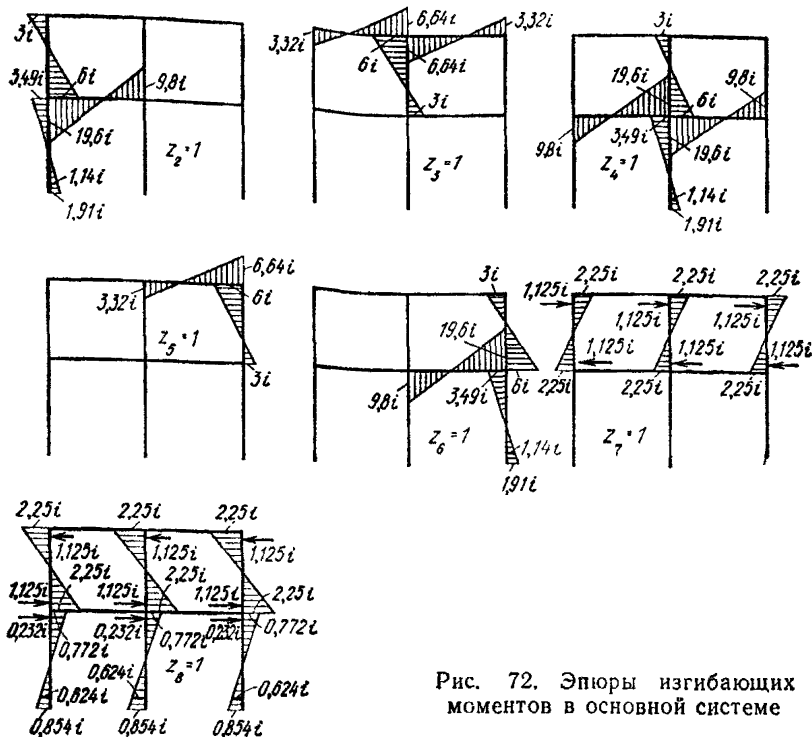 3i
3,49i
6i
9,8i
19,6i
z₂=1
1,14i
1,91i
6,64i
3,32i
3,32i
6i
6,64i
3i
z₃=1
3i
19,6i
9,8i
6i
9,8i
3,49i
19,6i
z₄=1
1,14i
1,91i
6,64i
3,32i
6i
z₅=1
3i
3i
19,6i
6i
9,8i
3,49i
z₆=1
1,14i
1,91i
2,25i
2,25i
2,25i
1,125i
1,125i
1,125i
1,125i
1,125i
1,125i
2,25i
2,25i
2,25i
z₇=1
2,25i
2,25i
2,25i
1,125i
1,125i
1,125i
2,25i
2,25i
2,25i
1,125i
1,125i
1,125i
0,232i
0,232i
0,232i
0,772i
0,772i
0,772i
z₈=1
0,624i
0,624i
0,624i
0,854i
0,854i
0,854i
Рис. 72. Эпюры изгибающих
моментов в основной системе